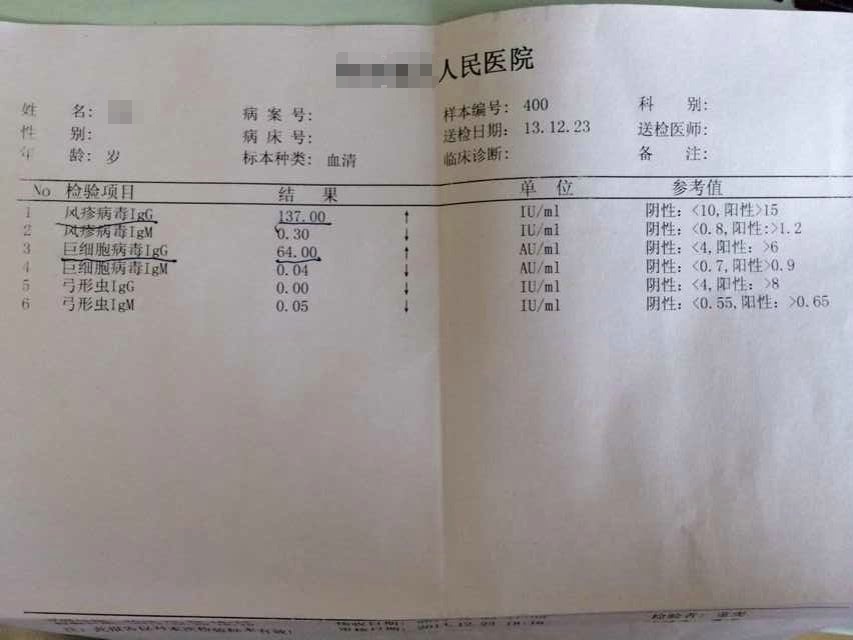 人民医院
姓 名: 病案号: 样本编号: 400 科 别:
性 别: 病床号: 送检日期: 13.12.23 送检医师:
年 龄: 岁 标本种类: 血清 临床诊断: 备 注:
No 检验项目 结 果 单 位 参考值
1 风疹病毒IgG 137.00 ↑ IU/ml 阴性: <10,阳性>15
2 风疹病毒IgM 0.30 ↓ IU/ml 阴性: <0.8,阳性:>1.2
3 巨细胞病毒IgG 64.00 ↑ AU/ml 阴性: <4,阳性: >6
4 巨细胞病毒IgM 0.04 ↓ AU/ml 阴性: <0.7,阳性>0.9
5 弓形虫IgG 0.00 ↓ IU/ml 阴性: <4,阳性: >8
6 弓形虫IgM 0.05 ↓ IU/ml 阴性: <0.55,阳性: >0.65